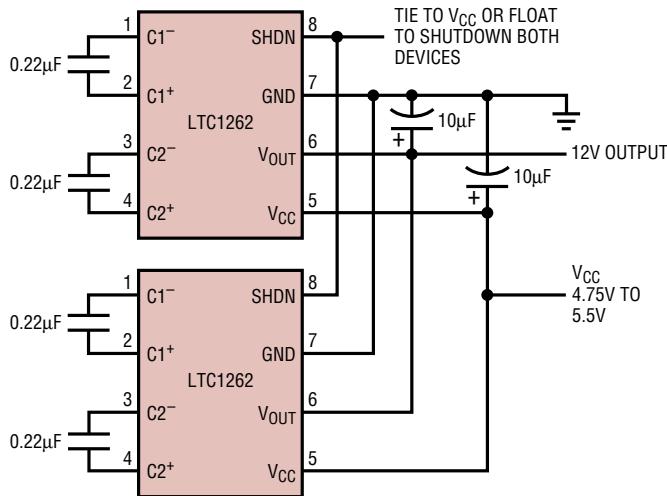 1 C1⁻ SHDN 8
TIE TO VCC OR FLOAT
TO SHUTDOWN BOTH
DEVICES
0.22µF
2 C1⁺ GND 7
LTC1262
10µF
+
3 C2⁻ VOUT 6
12V OUTPUT
0.22µF
10µF
+
4 C2⁺ VCC 5
1 C1⁻ SHDN 8
VCC
4.75V TO
5.5V
0.22µF
2 C1⁺ GND 7
LTC1262
3 C2⁻ VOUT 6
0.22µF
4 C2⁺ VCC 5